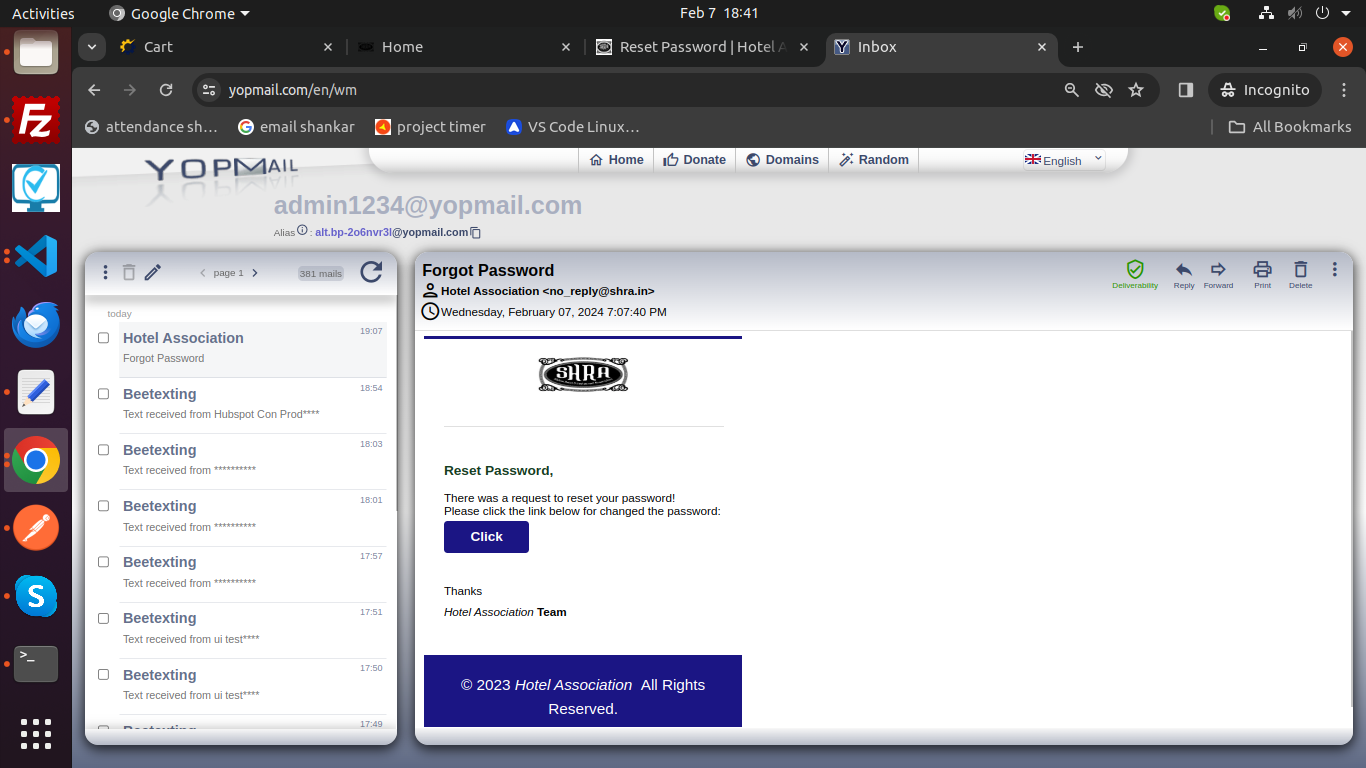 Activities
Google Chrome
Feb 7 18:41
Cart
Home
Reset Password | Hotel A
Inbox
yopmail.com/en/wm
Incognito
attendance sh…
email shankar
project timer
VS Code Linux…
All Bookmarks
YOPMAIL
Home
Donate
Domains
Random
English
admin1234@yopmail.com
Alias : alt.bp-2o6nvr3l@yopmail.com
page 1
381 mails
today
Hotel Association
19:07
Forgot Password
Beetexting
18:54
Text received from Hubspot Con Prod****
Beetexting
18:03
Text received from **********
Beetexting
18:01
Text received from **********
Beetexting
17:57
Text received from **********
Beetexting
17:51
Text received from ui test****
Beetexting
17:50
Text received from ui test****
Beetexting
17:49
Forgot Password
Hotel Association <no_reply@shra.in>
Wednesday, February 07, 2024 7:07:40 PM
Deliverability
Reply
Forward
Print
Delete
SHRA
Reset Password,
There was a request to reset your password!
Please click the link below for changed the password:
Click
Thanks
Hotel Association Team
© 2023 Hotel Association All Rights
Reserved.